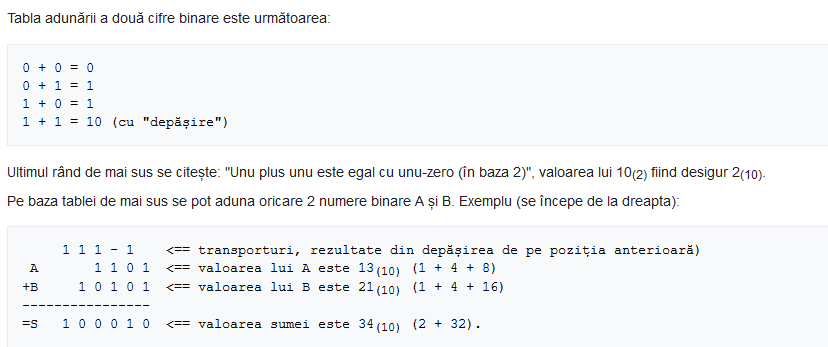 Tabla adunării a două cifre binare este următoarea:
0 + 0 = 0
0 + 1 = 1
1 + 0 = 1
1 + 1 = 10 (cu "depășire")
Ultimul rând de mai sus se citește: "Unu plus unu este egal cu unu-zero (în baza 2)", valoarea lui 10(2) fiind desigur 2(10).
Pe baza tablei de mai sus se pot aduna oricare 2 numere binare A și B. Exemplu (se începe de la dreapta):
1 1 1 - 1 <== transporturi, rezultate din depășirea de pe poziția anterioară)
A 1 1 0 1 <== valoarea lui A este 13(10) (1 + 4 + 8)
+B 1 0 1 0 1 <== valoarea lui B este 21(10) (1 + 4 + 16)
----------------
=S 1 0 0 0 1 0 <== valoarea sumei este 34(10) (2 + 32).